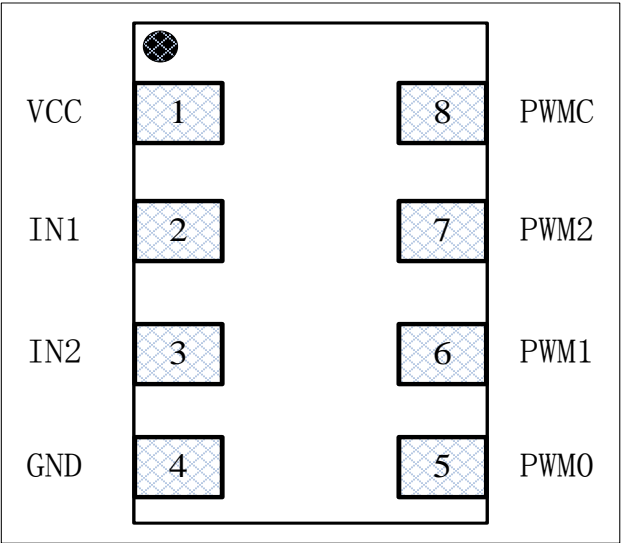 VCC 1 8 PWMC
IN1 2 7 PWM2
IN2 3 6 PWM1
GND 4 5 PWM0